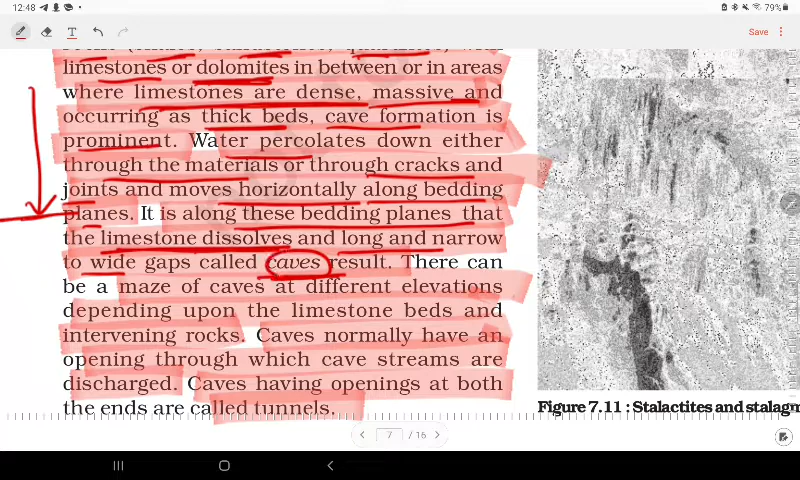 12:48
79%
Save
limestones or dolomites in between or in areas
where limestones are dense, massive and
occurring as thick beds, cave formation is
prominent. Water percolates down either
through the materials or through cracks and
joints and moves horizontally along bedding
planes. It is along these bedding planes that
the limestone dissolves and long and narrow
to wide gaps called caves result. There can
be a maze of caves at different elevations
depending upon the limestone beds and
intervening rocks. Caves normally have an
opening through which cave streams are
discharged. Caves having openings at both
the ends are called tunnels.
Figure 7.11 : Stalactites and stalagm
7 / 16